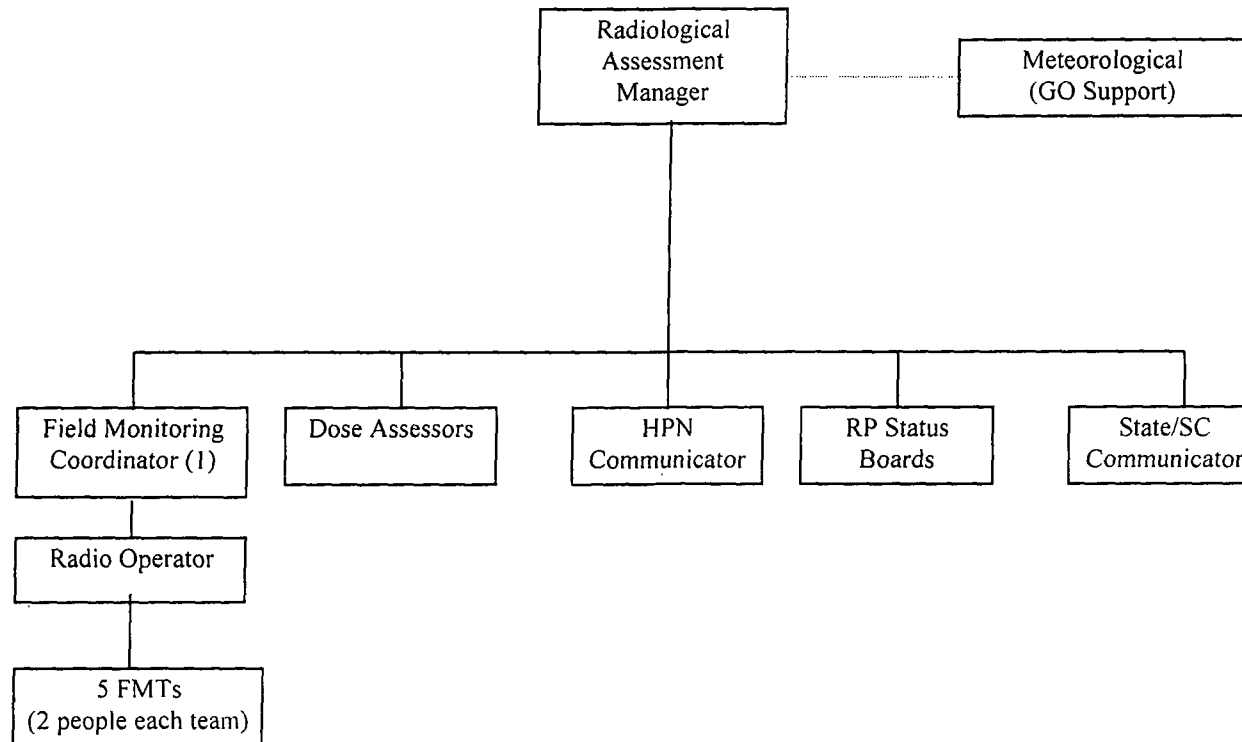 Radiological
Assessment
Manager
Meteorological
(GO Support)
Field Monitoring
Coordinator (1)
Dose Assessors
HPN
Communicator
RP Status
Boards
State/SC
Communicator
Radio Operator
5 FMTs
(2 people each team)